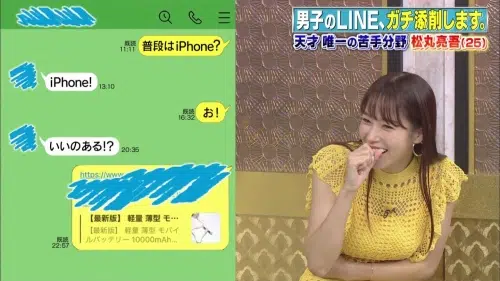 男子のLINE、ガチ添削します。
天才 唯一の苦手分野 松丸亮吾(25)
既読
11:11
普段はiPhone?
iPhone!
13:10
既読
16:32
お!
いいのある!?
20:35
https://www.
【最新版】 軽量 薄型 モ…
【最新版】 軽量 薄型 モバ
イルバッテリー 10000mAh...
既読
22:57